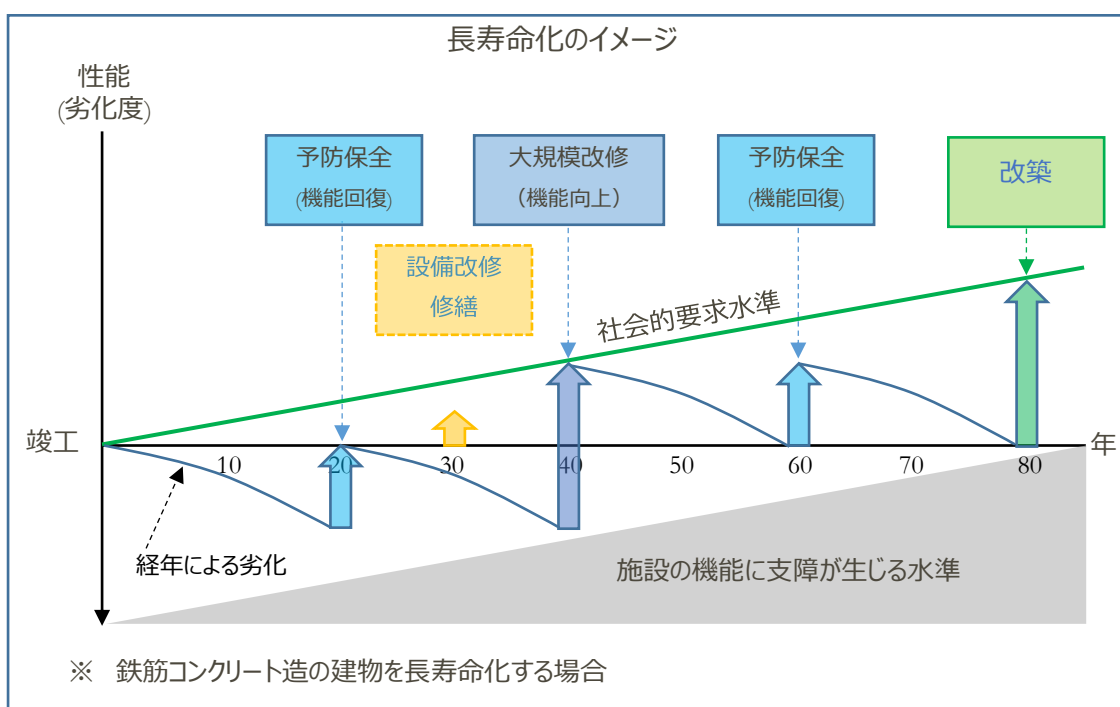 長寿命化のイメージ
性能
(劣化度)
予防保全
(機能回復)
大規模改修
（機能向上）
予防保全
(機能回復)
改築
設備改修
修繕
社会的要求水準
竣工
10
20
30
40
50
60
70
80
年
経年による劣化
施設の機能に支障が生じる水準
※　鉄筋コンクリート造の建物を長寿命化する場合